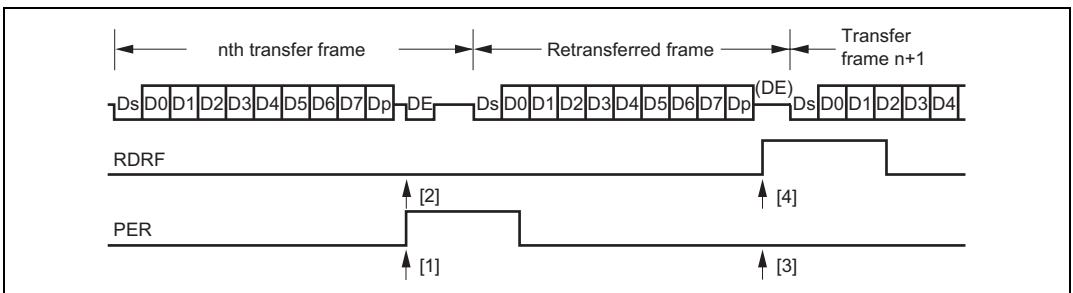 nth transfer frame Retransferred frame Transfer
frame n+1
Ds D0 D1 D2 D3 D4 D5 D6 D7 Dp DE Ds D0 D1 D2 D3 D4 D5 D6 D7 Dp (DE) Ds D0 D1 D2 D3 D4
RDRF
[2] [4]
PER
[1] [3]